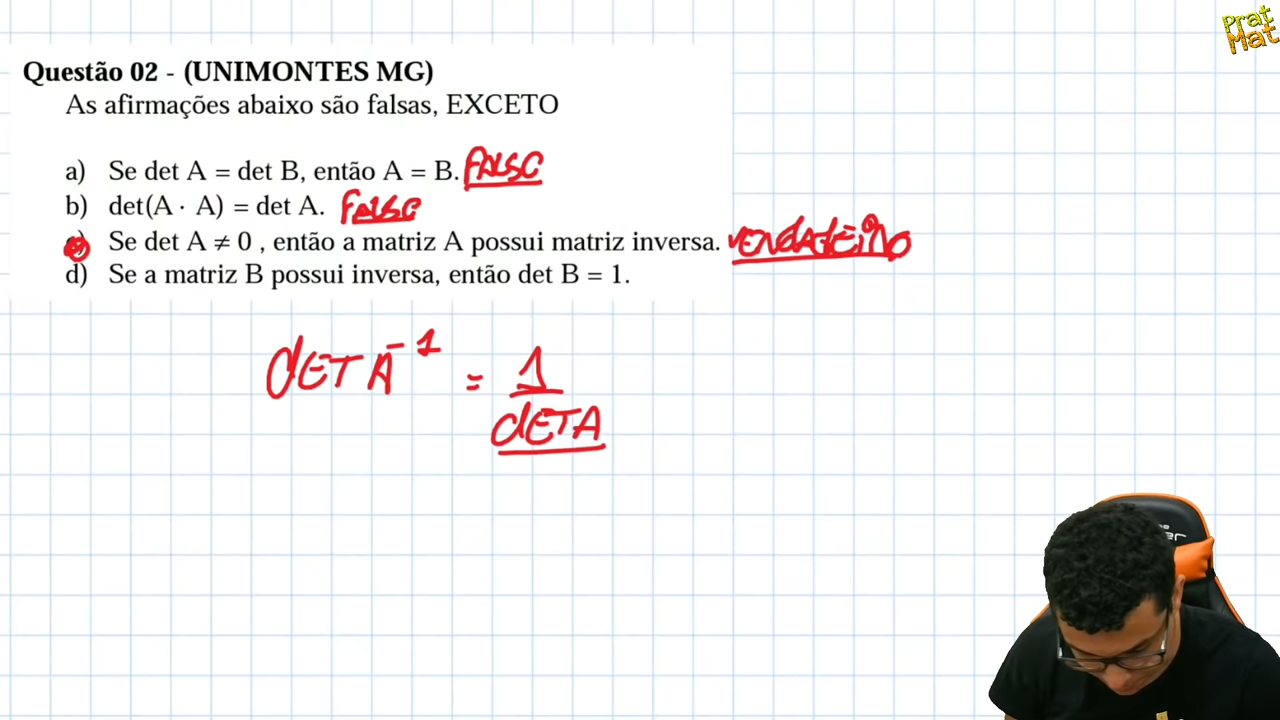 Prat
Mat
Questão 02 - (UNIMONTES MG)
As afirmações abaixo são falsas, EXCETO
a) Se det A = det B, então A = B. FALSO
b) det(A · A) = det A. FALSO
Se det A ≠ 0 , então a matriz A possui matriz inversa. VERDADEIRO
d) Se a matriz B possui inversa, então det B = 1.
dETA⁻¹ = 1
dETA